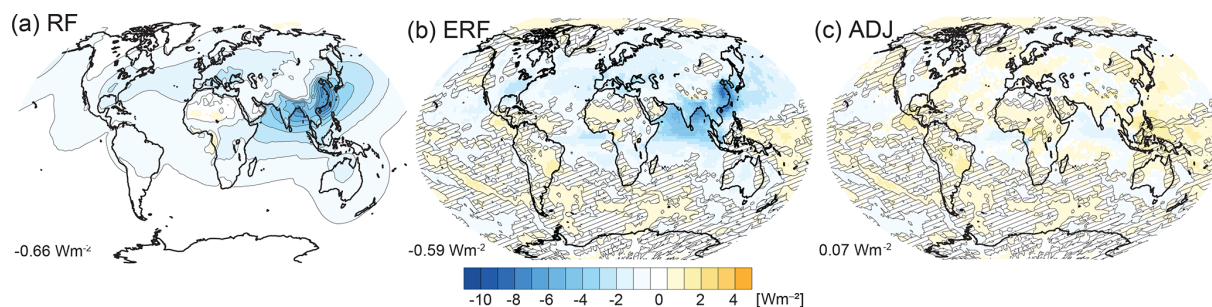 (a) RF
(b) ERF
(c) ADJ
-0.66 Wm⁻²
-0.59 Wm⁻²
0.07 Wm⁻²
-10 -8 -6 -4 -2 0 2 4 [Wm⁻²]